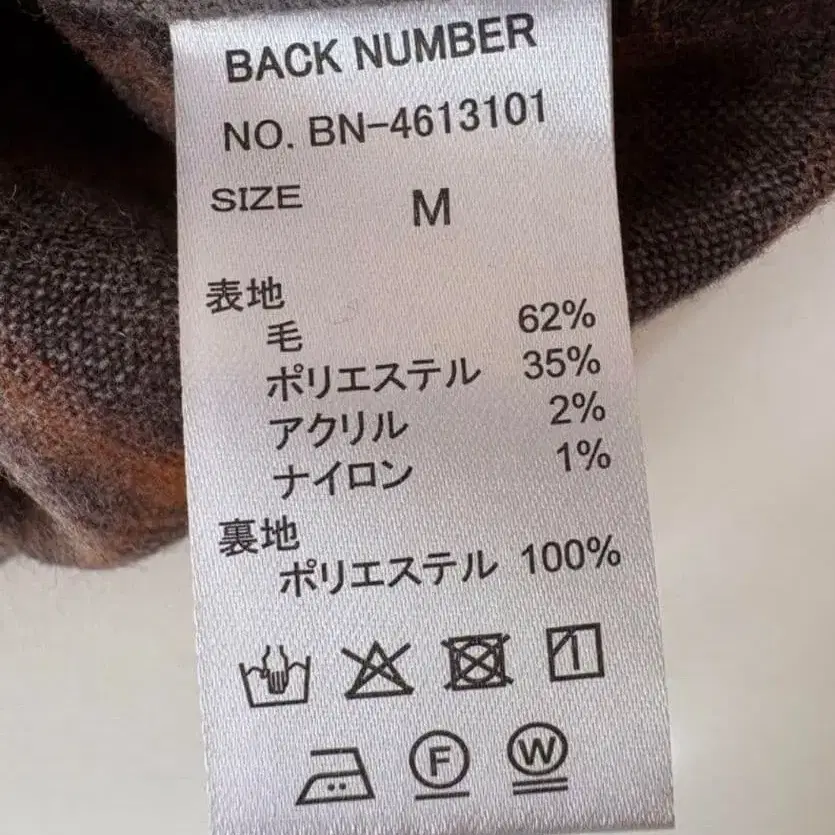 BACK NUMBER
NO. BN-4613101
SIZE M
表地
毛 62%
ポリエステル 35%
アクリル 2%
ナイロン 1%
裏地
ポリエステル 100%
F W